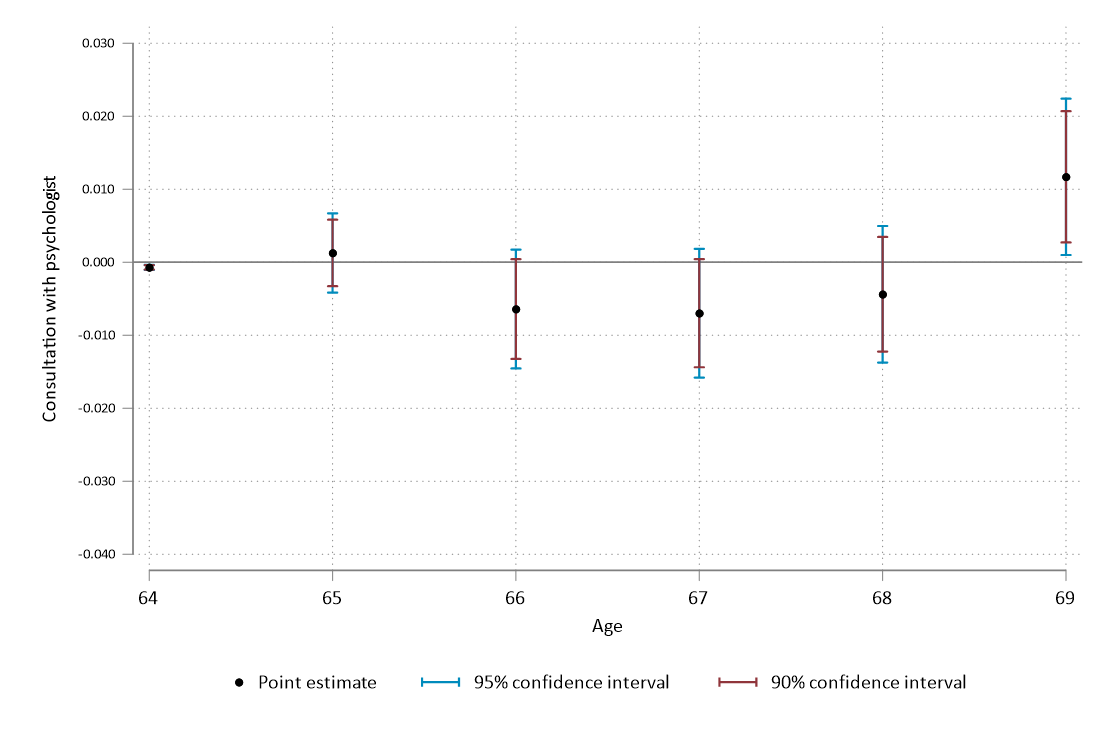 0.030
0.020
0.010
0.000
-0.010
-0.020
-0.030
-0.040
Consultation with psychologist
64 65 66 67 68 69
Age
Point estimate 95% confidence interval 90% confidence interval